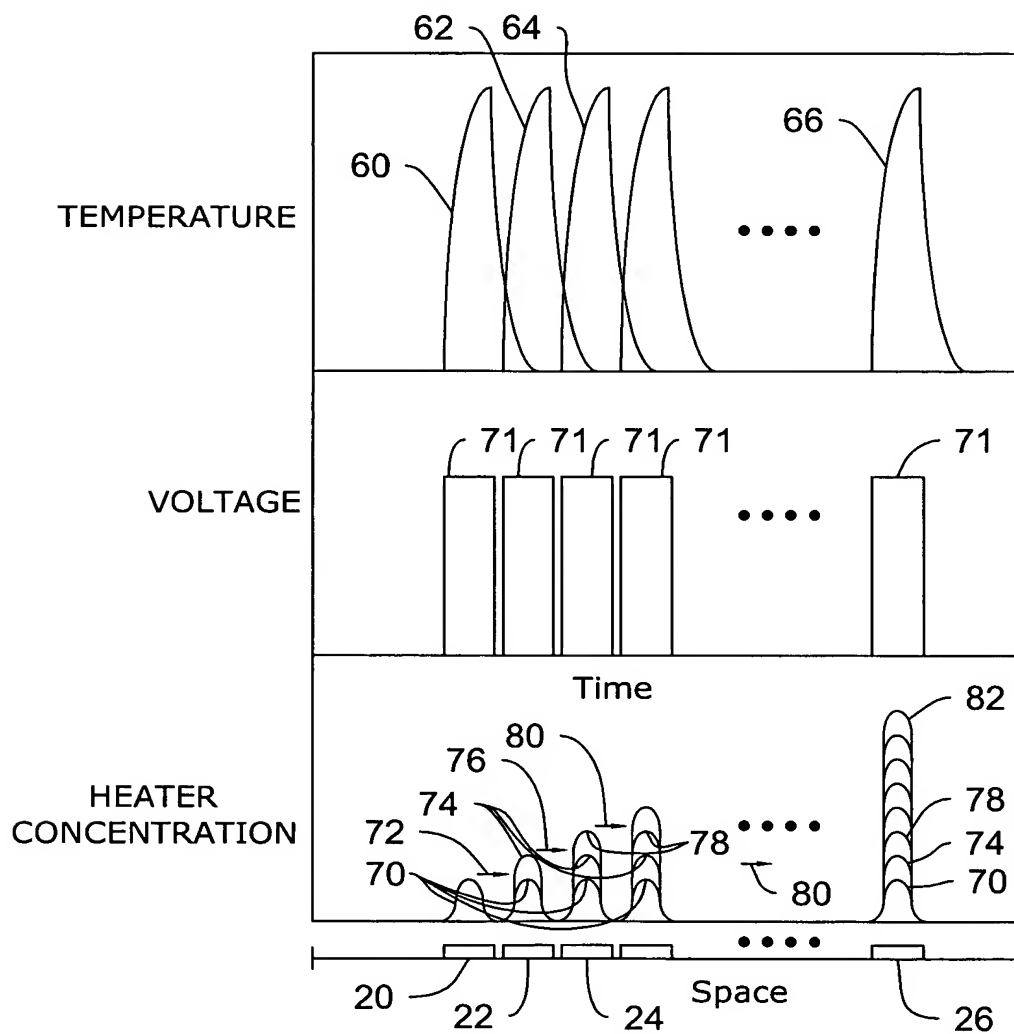 62 64
60
66
TEMPERATURE
71 71 71 71 71
VOLTAGE
Time
82
80
76
HEATER
CONCENTRATION
74
72
70
78
80
78
74
70
20 22 24 Space 26